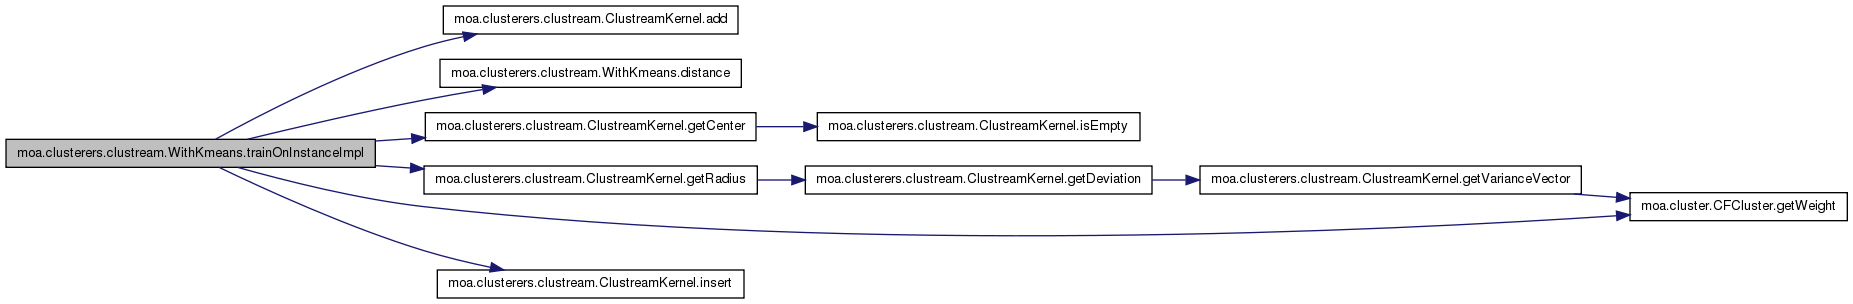 moa.clusterers.clustream.ClustreamKernel.add
moa.clusterers.clustream.WithKmeans.distance
moa.clusterers.clustream.ClustreamKernel.getCenter
moa.clusterers.clustream.ClustreamKernel.isEmpty
moa.clusterers.clustream.WithKmeans.trainOnInstanceImpl
moa.clusterers.clustream.ClustreamKernel.getRadius
moa.clusterers.clustream.ClustreamKernel.getDeviation
moa.clusterers.clustream.ClustreamKernel.getVarianceVector
moa.cluster.CFCluster.getWeight
moa.clusterers.clustream.ClustreamKernel.insert